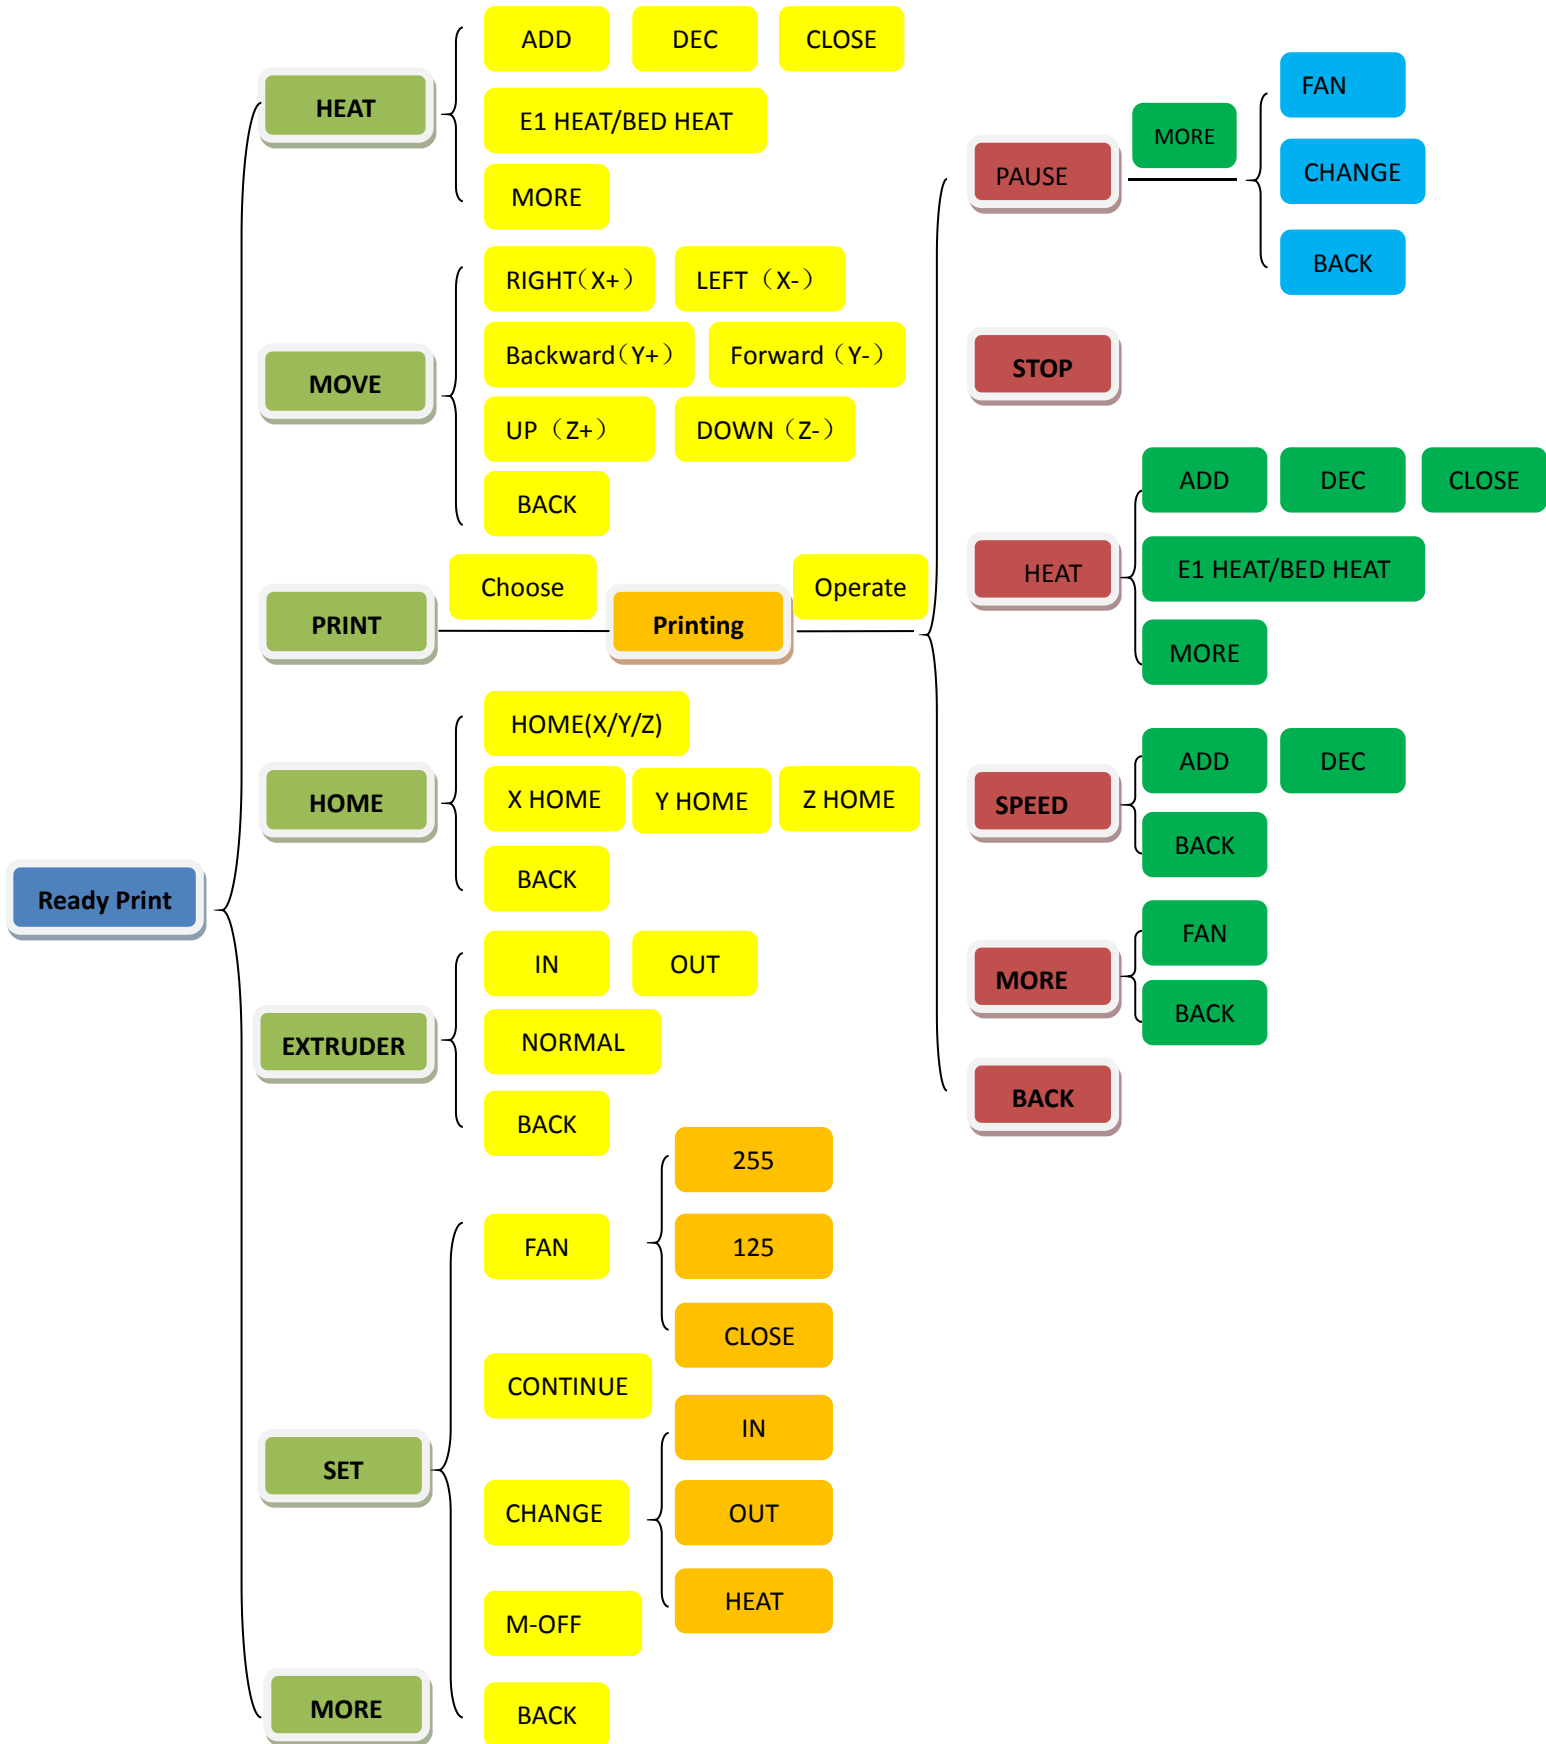 Ready Print
HEAT
ADD
DEC
CLOSE
E1 HEAT/BED HEAT
MORE
MOVE
RIGHT（X+）
LEFT （X-）
Backward（Y+）
Forward（Y-）
UP （Z+）
DOWN（Z-）
BACK
PRINT
Choose
Printing
Operate
HOME
HOME(X/Y/Z)
X HOME
Y HOME
Z HOME
BACK
EXTRUDER
IN
OUT
NORMAL
BACK
SET
FAN
255
125
CLOSE
CONTINUE
CHANGE
IN
OUT
HEAT
M-OFF
BACK
MORE
PAUSE
MORE
FAN
CHANGE
BACK
STOP
HEAT
ADD
DEC
CLOSE
E1 HEAT/BED HEAT
MORE
SPEED
ADD
DEC
BACK
MORE
FAN
BACK
BACK